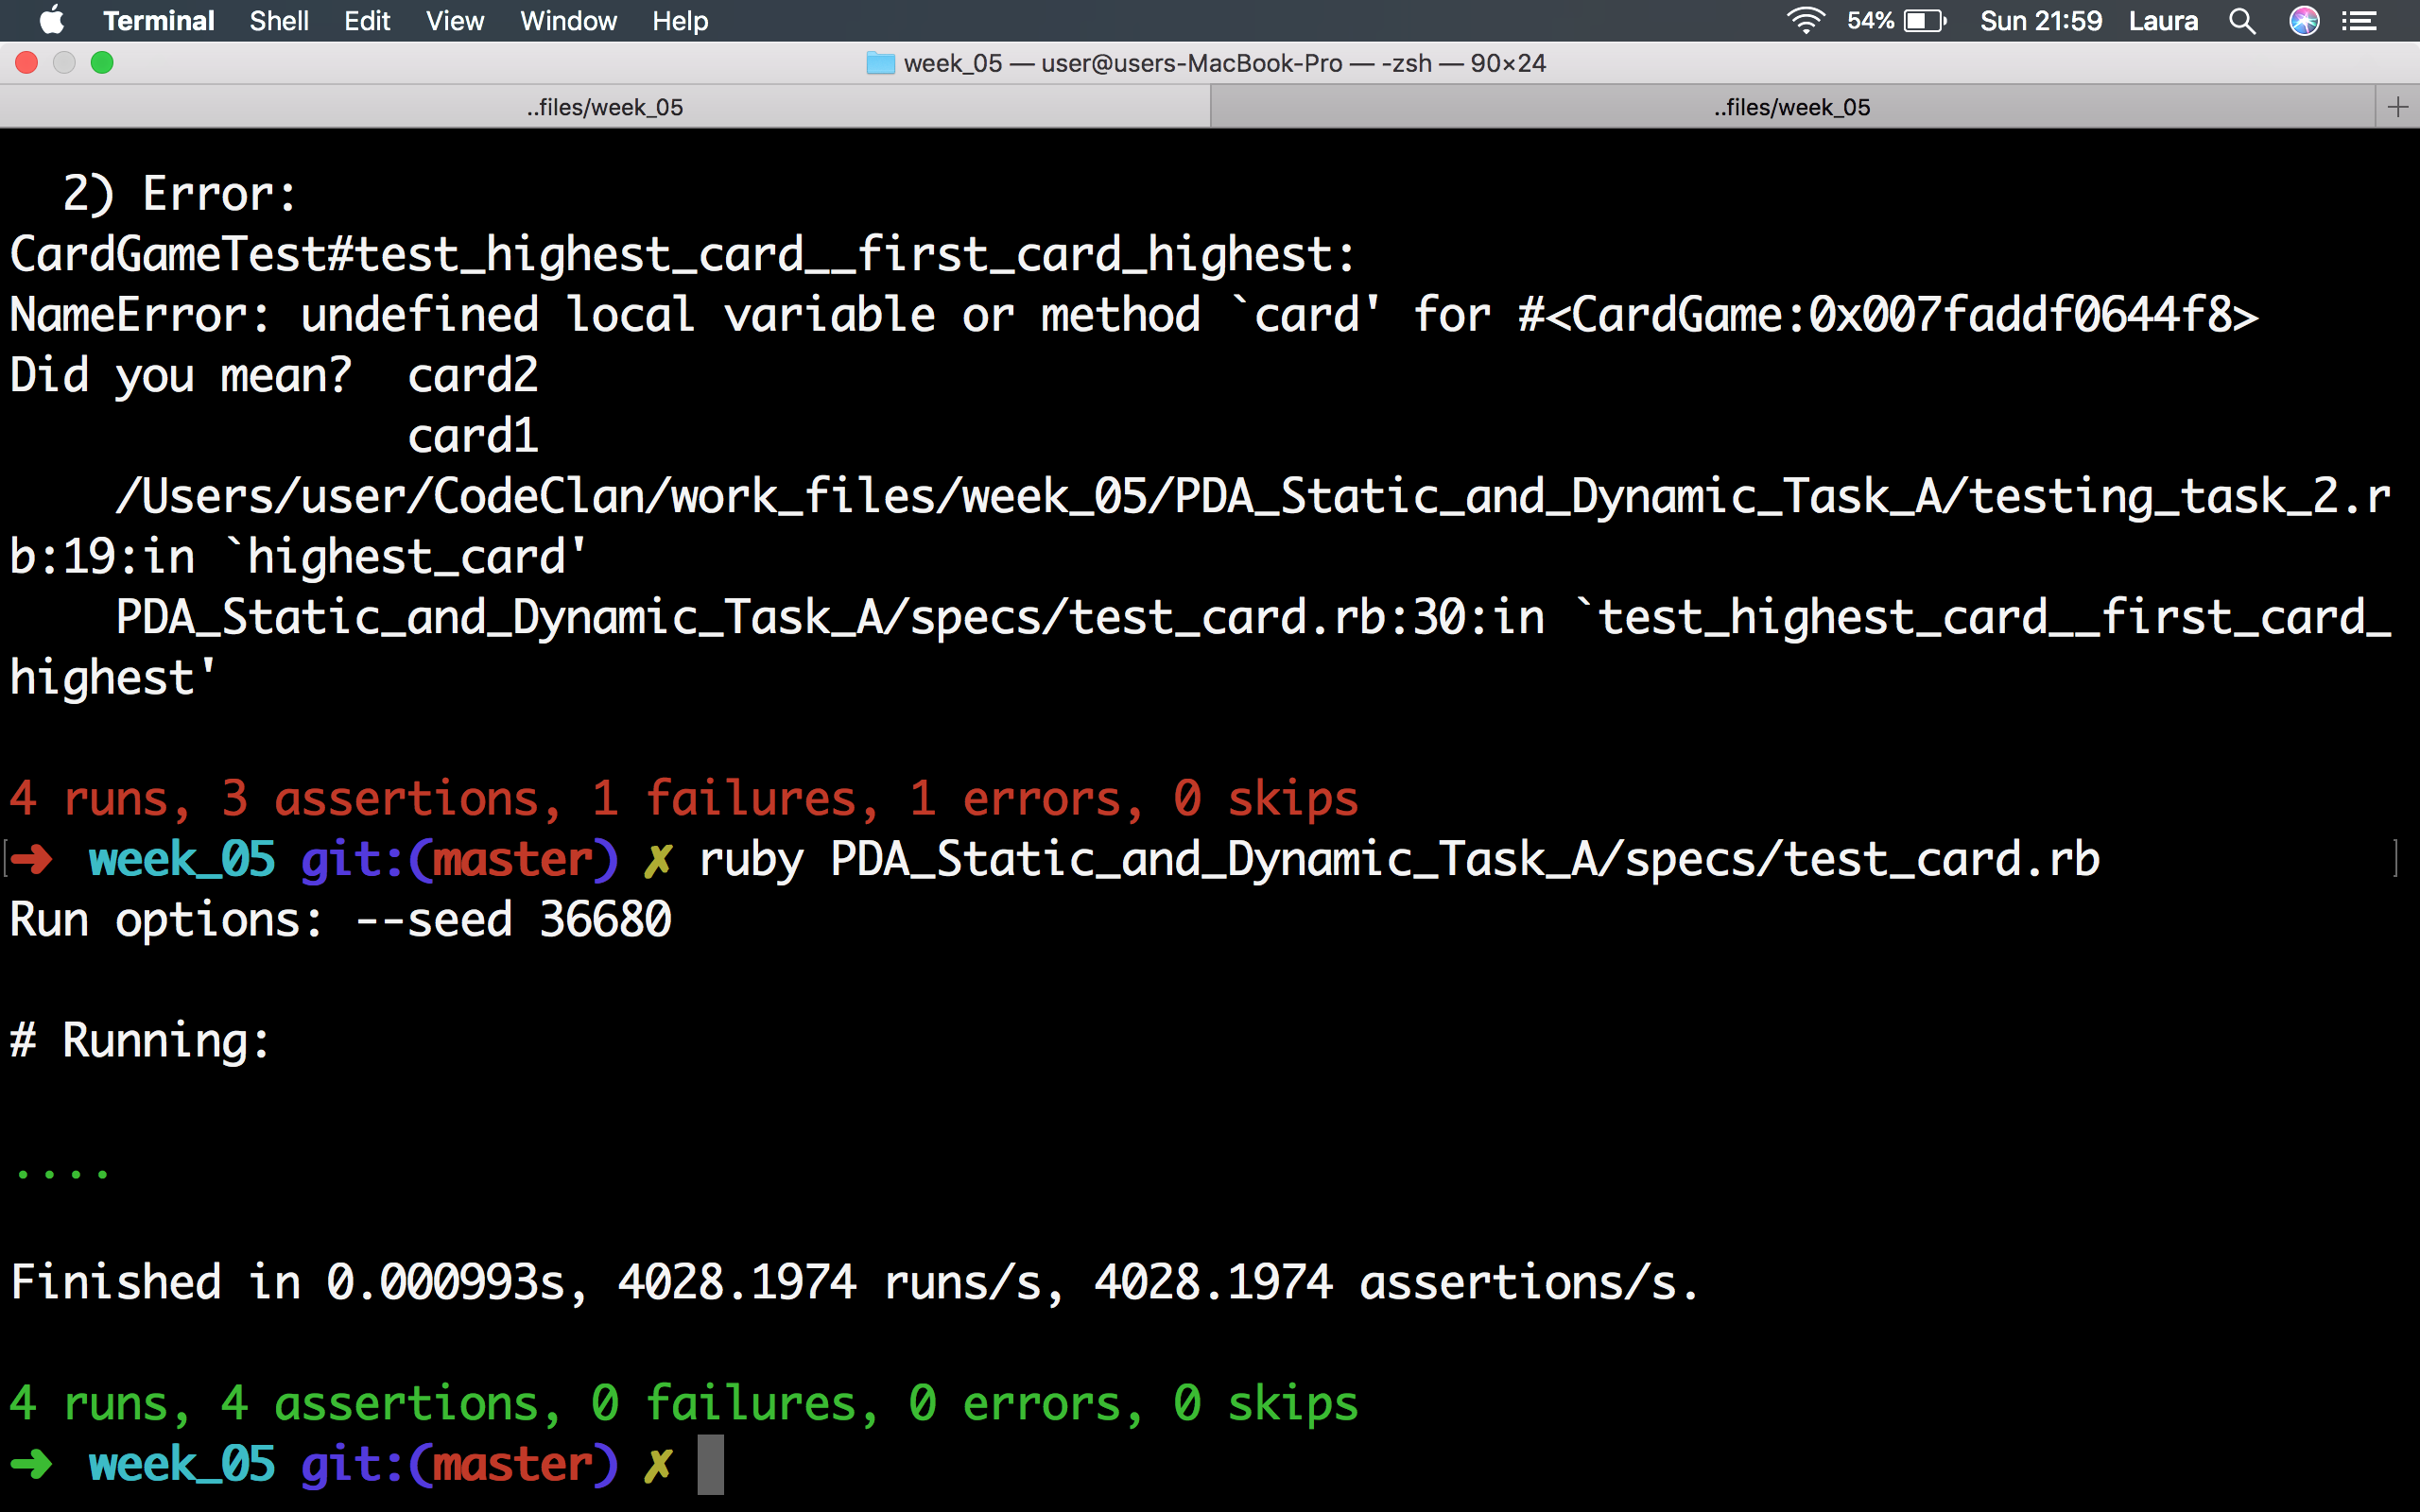 Terminal Shell Edit View Window Help 54% Sun 21:59 Laura
week_05 — user@users-MacBook-Pro — -zsh — 90×24
..files/week_05 ..files/week_05 +
  2) Error:
CardGameTest#test_highest_card__first_card_highest:
NameError: undefined local variable or method `card' for #<CardGame:0x007faddf0644f8>
Did you mean?  card2
               card1
    /Users/user/CodeClan/work_files/week_05/PDA_Static_and_Dynamic_Task_A/testing_task_2.r
b:19:in `highest_card'
    PDA_Static_and_Dynamic_Task_A/specs/test_card.rb:30:in `test_highest_card__first_card_
highest'
4 runs, 3 assertions, 1 failures, 1 errors, 0 skips
[➜  week_05 git:(master) ✗ ruby PDA_Static_and_Dynamic_Task_A/specs/test_card.rb ]
Run options: --seed 36680
# Running:
....
Finished in 0.000993s, 4028.1974 runs/s, 4028.1974 assertions/s.
4 runs, 4 assertions, 0 failures, 0 errors, 0 skips
➜  week_05 git:(master) ✗